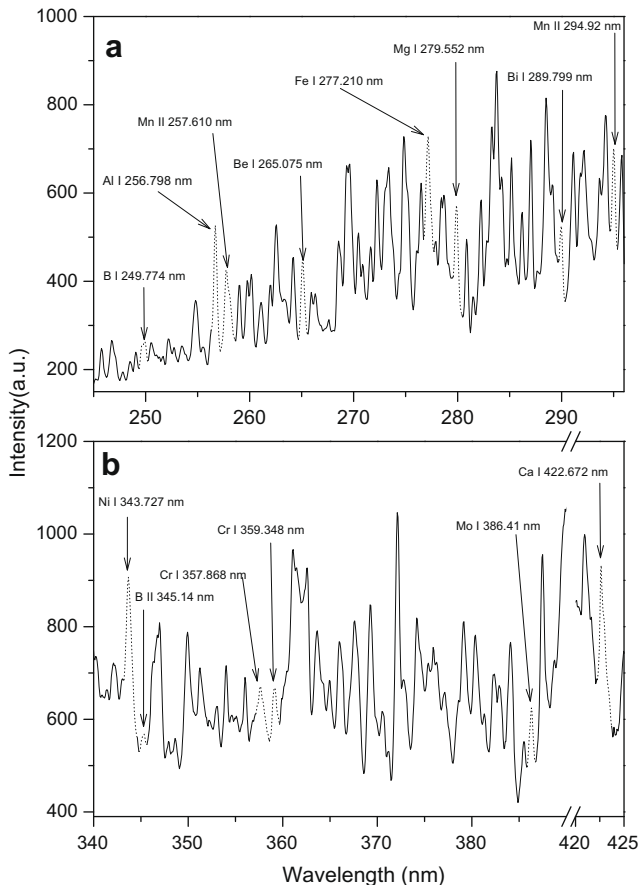 1000
a
Mn II 294.92 nm
Mg I 279.552 nm
Fe I 277.210 nm
Bi I 289.799 nm
Mn II 257.610 nm
800
Be I 265.075nm
Al I 256.798 nm
600
B I 249.774 nm
400
200
250 260 270 280 290
Intensity(a.u.)
1200
b
Ca I 422.672 nm
Ni I 343.727 nm
Cr I 359.348 nm
Mo I 386.41 nm
1000
Cr I 357.868 nm
B II 345.14 nm
800
600
400
340 350 360 370 380 420 425
Wavelength (nm)